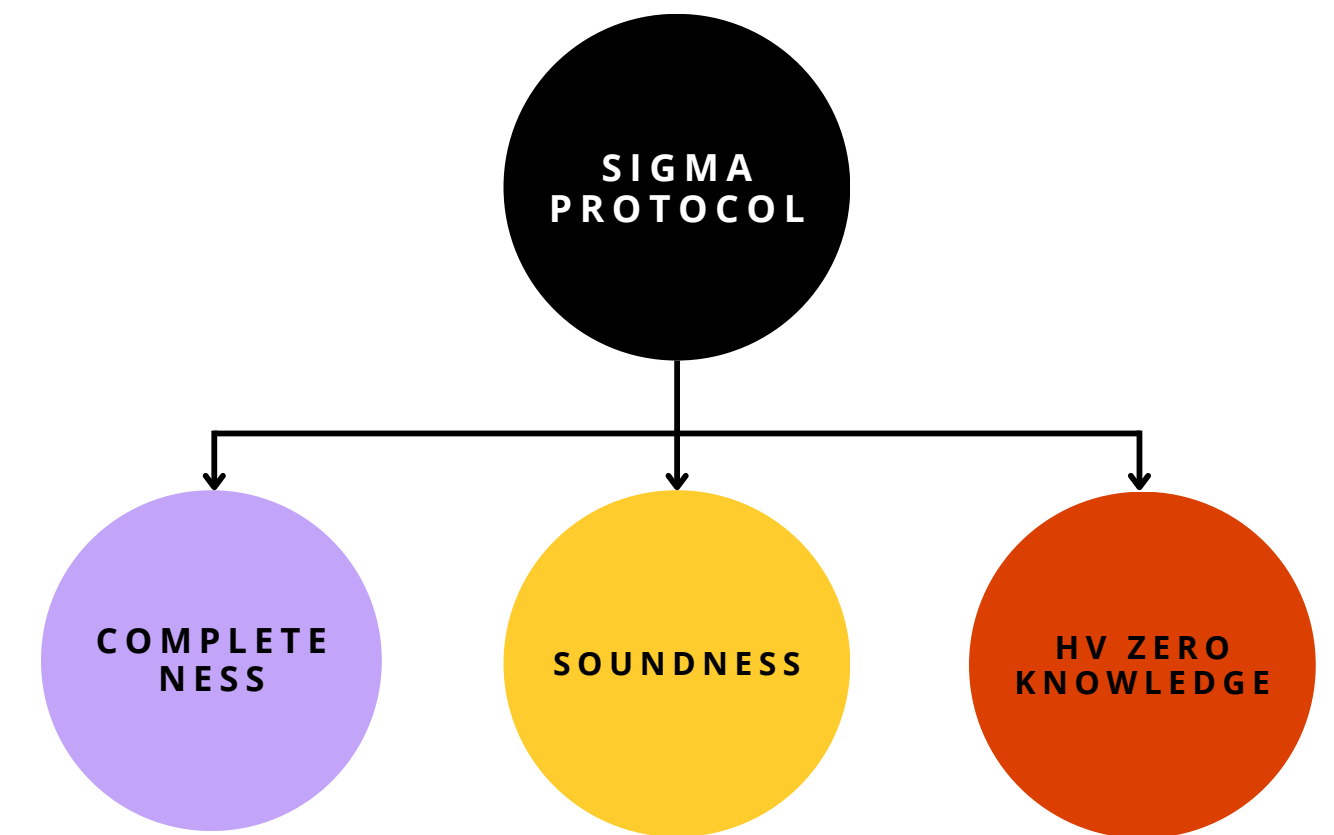 SIGMA
PROTOCOL
COMPLETE
NESS
SOUNDNESS
HV ZERO
KNOWLEDGE